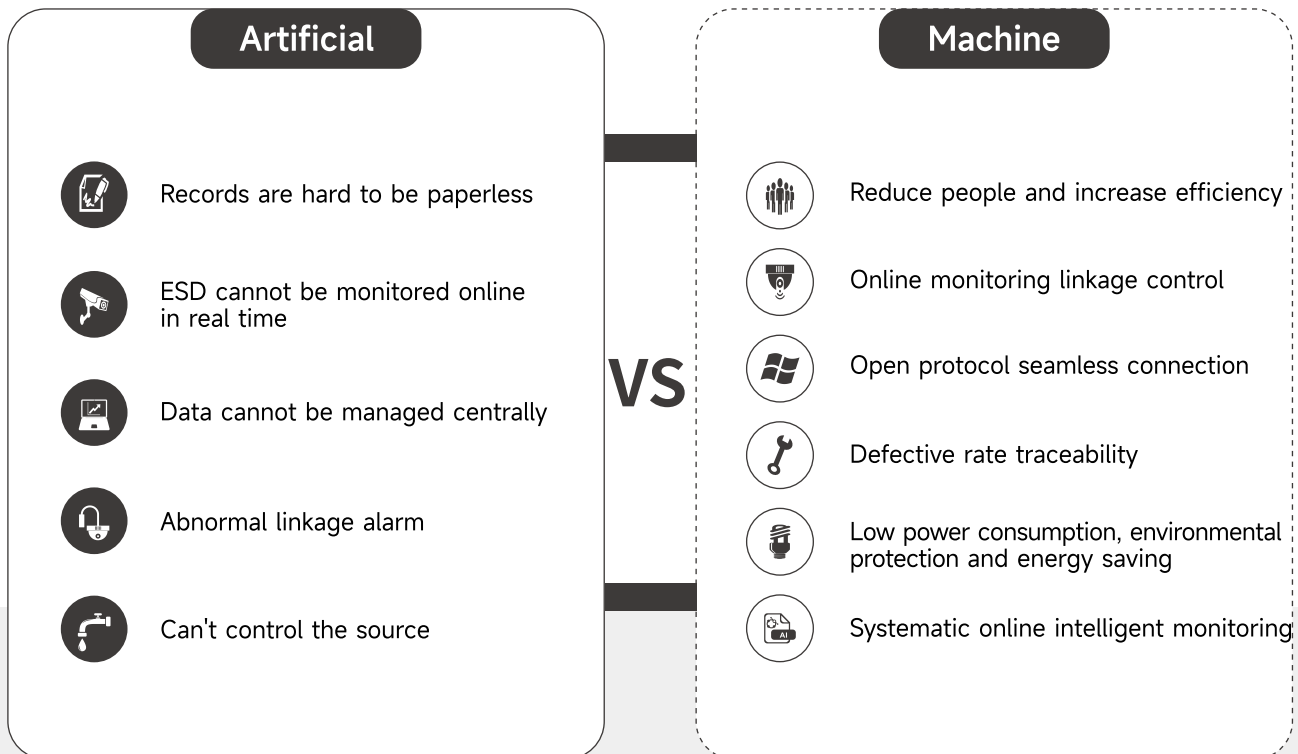 Artificial
Records are hard to be paperless
ESD cannot be monitored online
in real time
Data cannot be managed centrally
Abnormal linkage alarm
Can't control the source
VS
Machine
Reduce people and increase efficiency
Online monitoring linkage control
Open protocol seamless connection
Defective rate traceability
Low power consumption, environmental
protection and energy saving
AI
Systematic online intelligent monitoring